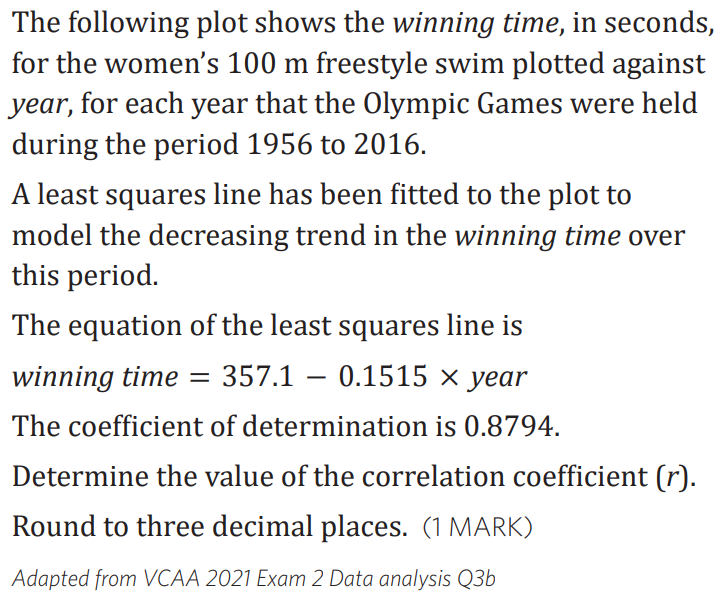 The following plot shows the winning time, in seconds,
for the women’s 100 m freestyle swim plotted against
year, for each year that the Olympic Games were held
during the period 1956 to 2016.
A least squares line has been fitted to the plot to
model the decreasing trend in the winning time over
this period.
The equation of the least squares line is
winning time = 357.1 − 0.1515 × year
The coefficient of determination is 0.8794.
Determine the value of the correlation coefficient (r).
Round to three decimal places. (1 MARK)
Adapted from VCAA 2021 Exam 2 Data analysis Q3b